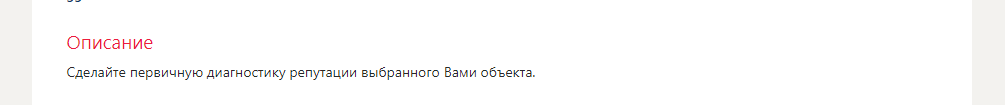 Описание
Сделайте первичную диагностику репутации выбранного Вами объекта.